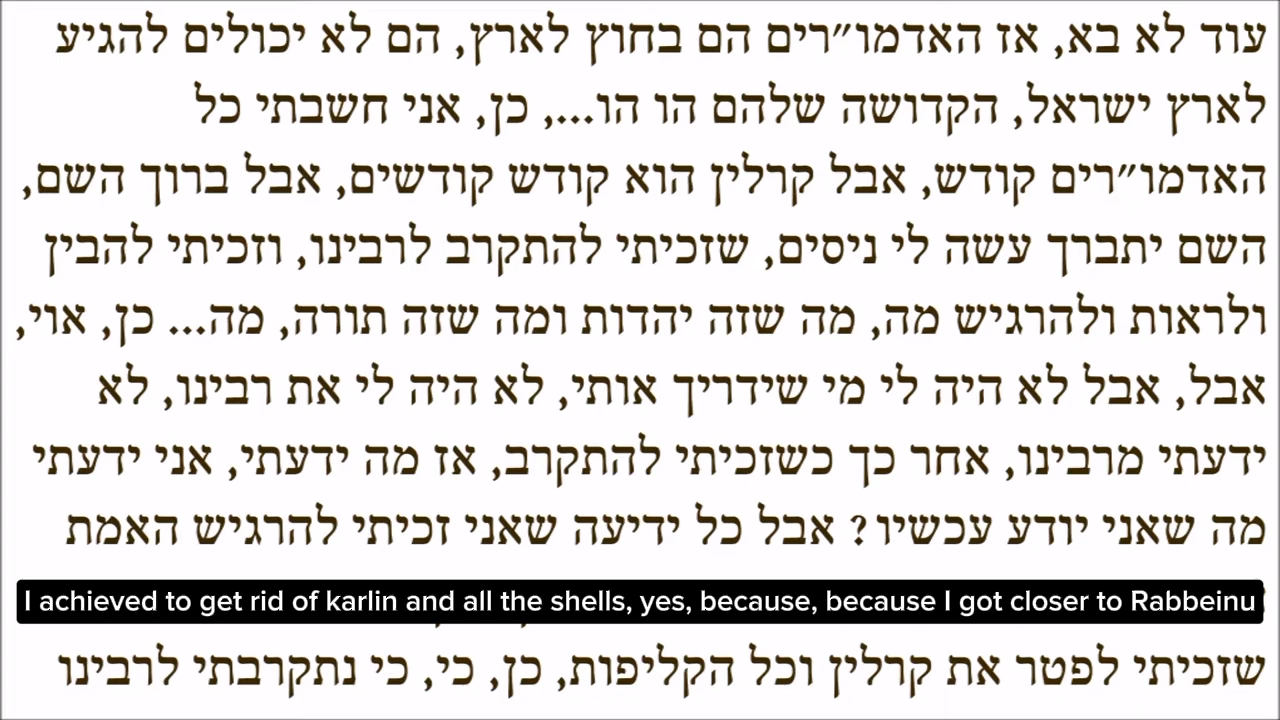 עוד לא בא, אז האדמו״רים הם בחוץ לארץ, הם לא יכולים להגיע
לארץ ישראל, הקדושה שלהם הו הו..., כן, אני חשבתי כל
האדמו״רים קודש, אבל קרלין הוא קודש קודשים, אבל ברוך השם,
השם יתברך עשה לי ניסים, שזכיתי להתקרב לרבינו, וזכיתי להבין
ולראות ולהרגיש מה, מה שזה יהדות ומה שזה תורה, מה... כן, אוי,
אבל, אבל לא היה לי מי שידריך אותי, לא היה לי את רבינו, לא
ידעתי מרבינו, אחר כך כשזכיתי להתקרב, אז מה ידעתי, אני ידעתי
מה שאני יודע עכשיו? אבל כל ידיעה שאני זכיתי להרגיש האמת
I achieved to get rid of karlin and all the shells, yes, because, because I got closer to Rabbeinu
שזכיתי לפטר את קרלין וכל הקליפות, כן, כי, כי נתקרבתי לרבינו